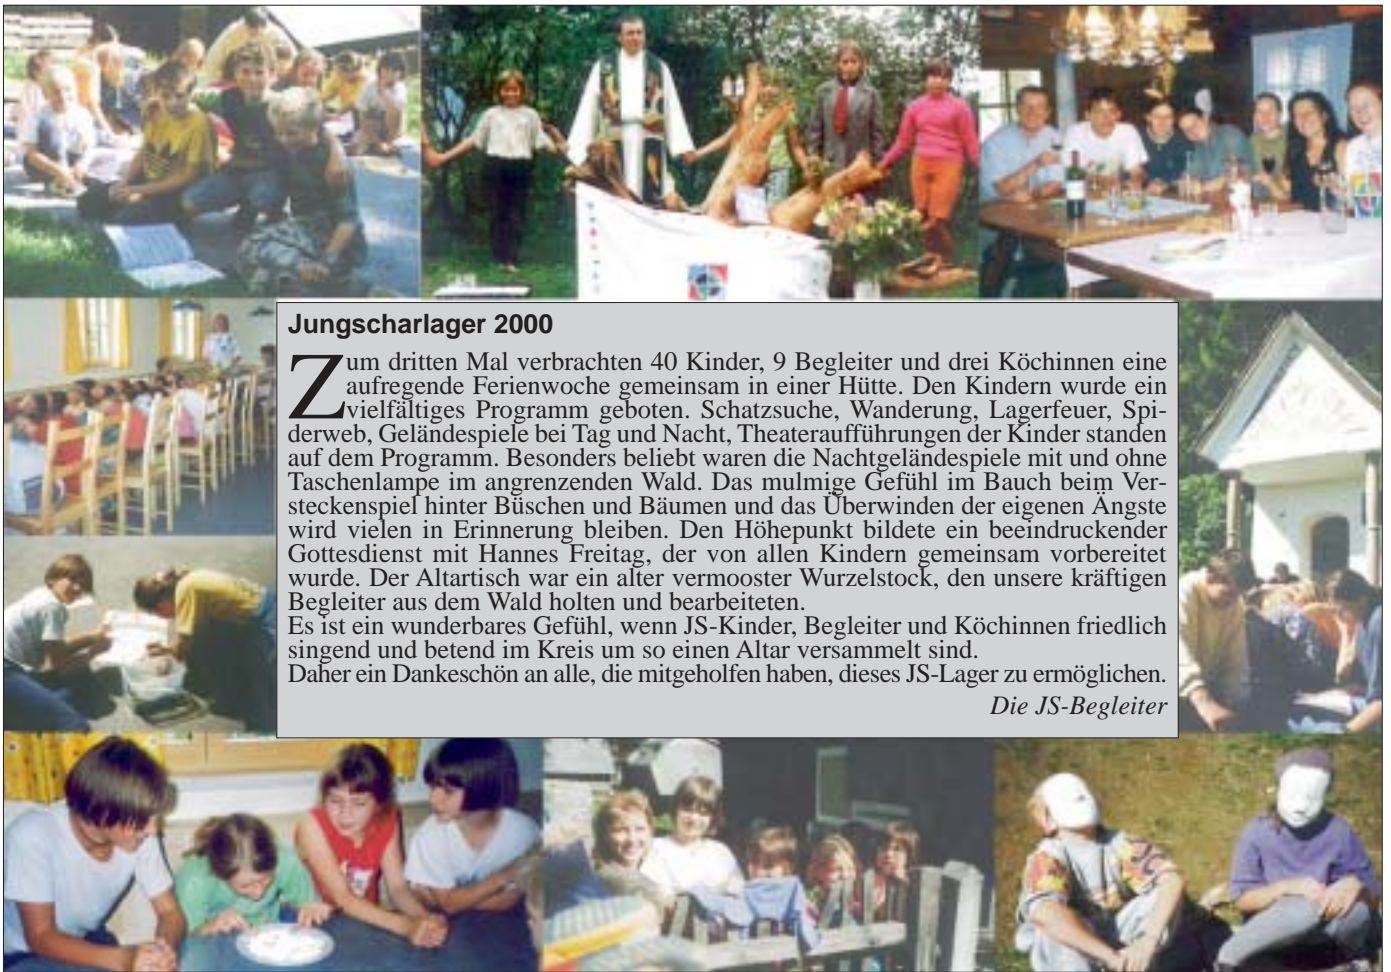 Jungscharlager 2000
Zum dritten Mal verbrachten 40 Kinder, 9 Begleiter und drei Köchinnen eine
aufregende Ferienwoche gemeinsam in einer Hütte. Den Kindern wurde ein
vielfältiges Programm geboten. Schatzsuche, Wanderung, Lagerfeuer, Spi-
derweb, Geländespiele bei Tag und Nacht, Theateraufführungen der Kinder standen
auf dem Programm. Besonders beliebt waren die Nachtgeländespiele mit und ohne
Taschenlampe im angrenzenden Wald. Das mulmige Gefühl im Bauch beim Ver-
steckenspiel hinter Büschen und Bäumen und das Überwinden der eigenen Ängste
wird vielen in Erinnerung bleiben. Den Höhepunkt bildete ein beeindruckender
Gottesdienst mit Hannes Freitag, der von allen Kindern gemeinsam vorbereitet
wurde. Der Altartisch war ein alter vermooster Wurzelstock, den unsere kräftigen
Begleiter aus dem Wald holten und bearbeiteten.
Es ist ein wunderbares Gefühl, wenn JS-Kinder, Begleiter und Köchinnen friedlich
singend und betend im Kreis um so einen Altar versammelt sind.
Daher ein Dankeschön an alle, die mitgeholfen haben, dieses JS-Lager zu ermöglichen.
Die JS-Begleiter